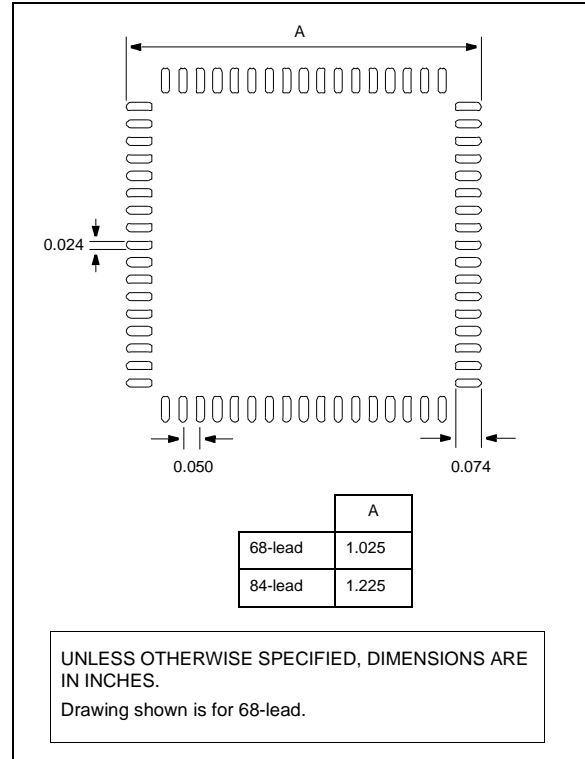 A
0.024
0.050
0.074
A
68-lead 1.025
84-lead 1.225
UNLESS OTHERWISE SPECIFIED, DIMENSIONS ARE
IN INCHES.
Drawing shown is for 68-lead.